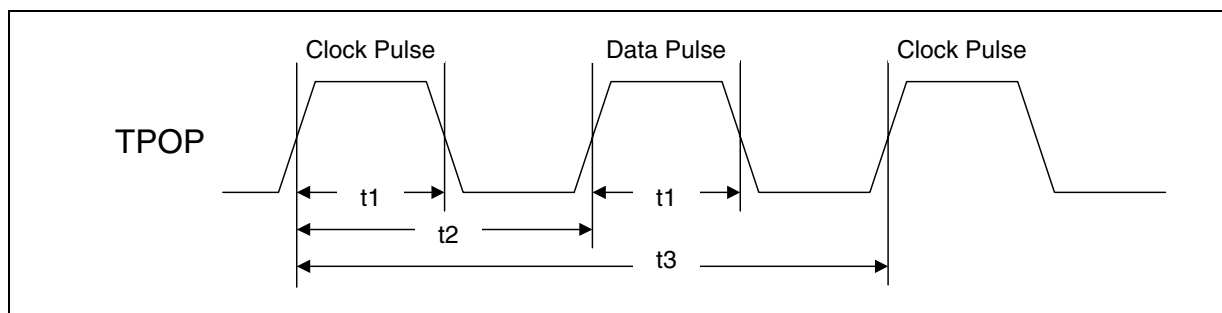 Clock Pulse Data Pulse Clock Pulse
TPOP
t1 t1
t2
t3